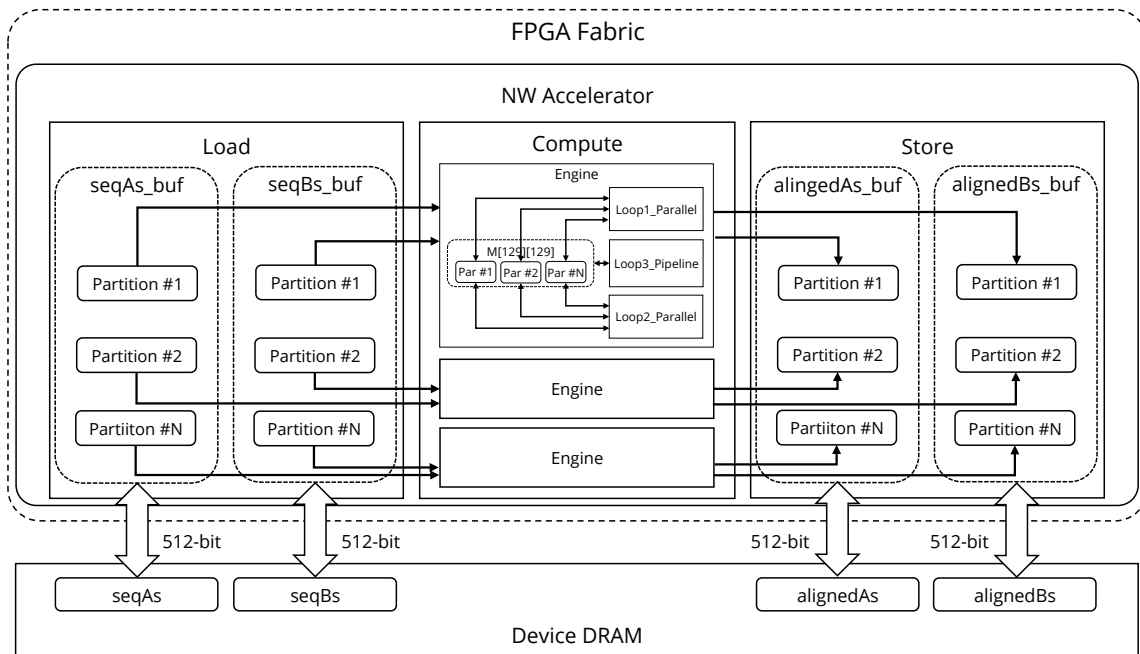 FPGA Fabric
NW Accelerator
Load
seqAs_buf
seqBs_buf
Partition #1
Partition #1
Partition #2
Partition #2
Partiiton #N
Partition #N
Compute
Engine
Loop1_Parallel
M[129][129]
Par #1
Par #2
Par #N
Loop3_Pipeline
Loop2_Parallel
Engine
Engine
Store
alingedAs_buf
alignedBs_buf
Partition #1
Partition #1
Partition #2
Partition #2
Partiiton #N
Partition #N
512-bit
512-bit
512-bit
512-bit
seqAs
seqBs
alignedAs
alignedBs
Device DRAM